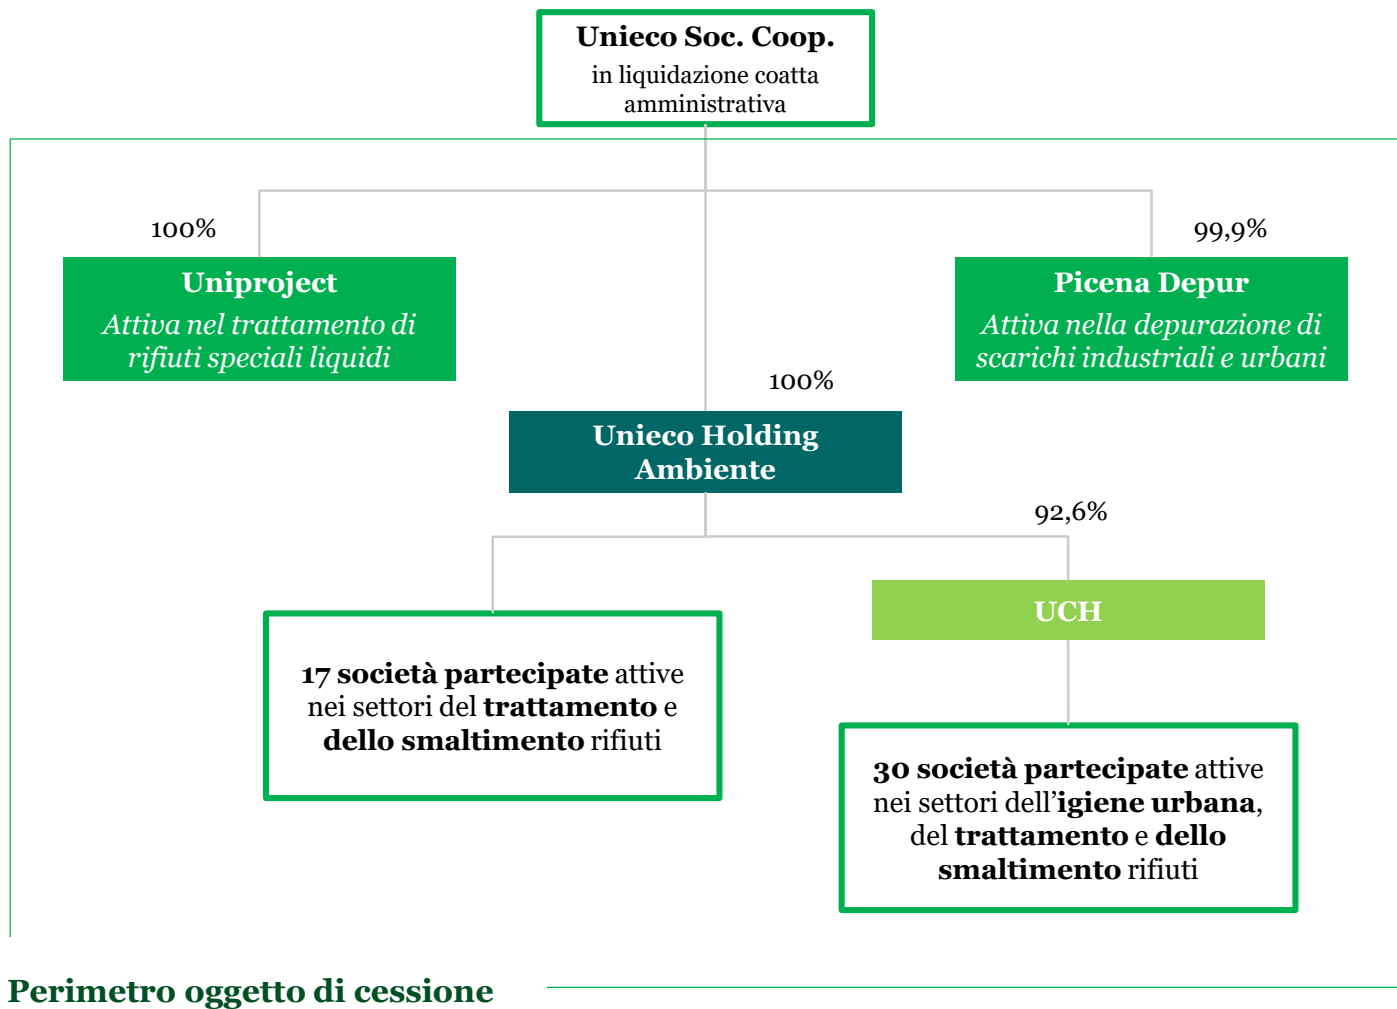 Unieco Soc. Coop.
in liquidazione coatta
amministrativa
100%
99,9%
Uniproject
Attiva nel trattamento di
rifiuti speciali liquidi
Picena Depur
Attiva nella depurazione di
scarichi industriali e urbani
100%
Unieco Holding
Ambiente
92,6%
UCH
17 società partecipate attive
nei settori del trattamento e
dello smaltimento rifiuti
30 società partecipate attive
nei settori dell’igiene urbana,
del trattamento e dello
smaltimento rifiuti
Perimetro oggetto di cessione